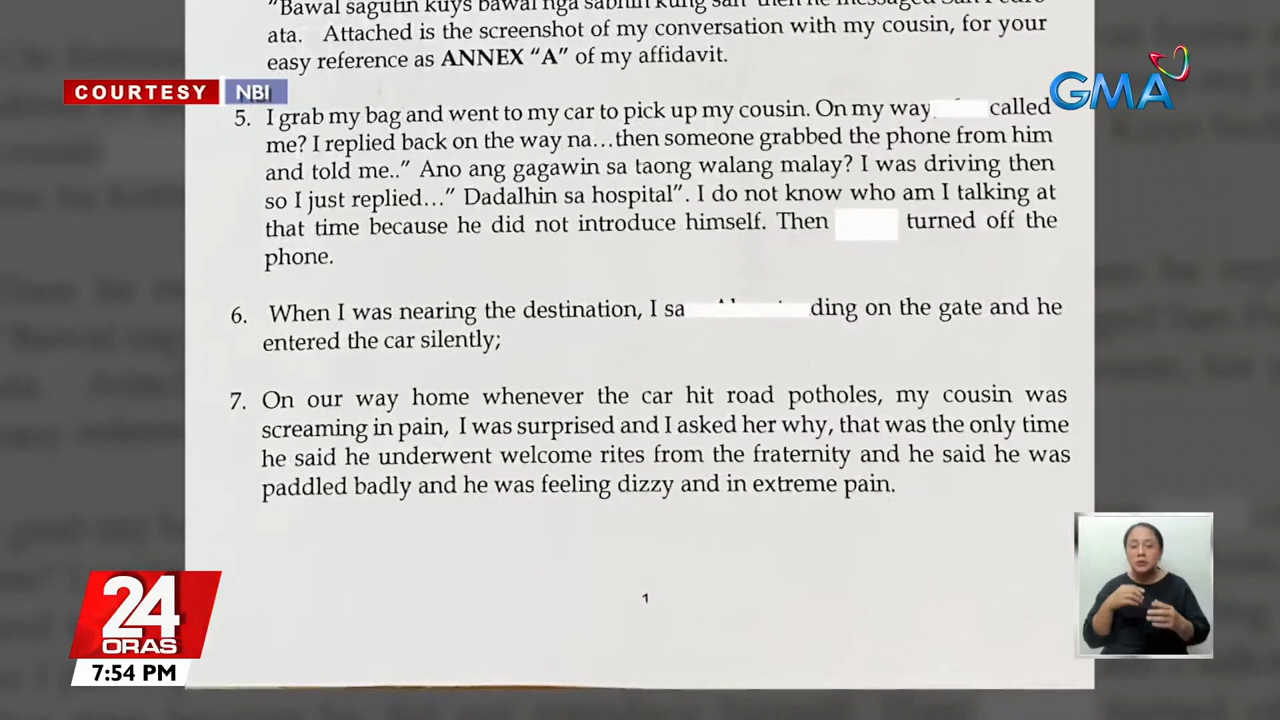 "Bawal sagutin kuys bawal nga sabihin kung san" then he messaged San Pedro
ata. Attached is the screenshot of my conversation with my cousin, for your
easy reference as ANNEX "A" of my affidavit.
COURTESY NBI
GMA
5. I grab my bag and went to my car to pick up my cousin. On my way called
me? I replied back on the way na…then someone grabbed the phone from him
and told me.." Ano ang gagawin sa taong walang malay? I was driving then
so I just replied…" Dadalhin sa hospital". I do not know who am I talking at
that time because he did not introduce himself. Then turned off the
phone.
6. When I was nearing the destination, I sa ding on the gate and he
entered the car silently;
7. On our way home whenever the car hit road potholes, my cousin was
screaming in pain, I was surprised and I asked her why, that was the only time
he said he underwent welcome rites from the fraternity and he said he was
paddled badly and he was feeling dizzy and in extreme pain.
1
24
ORAS
7:54 PM